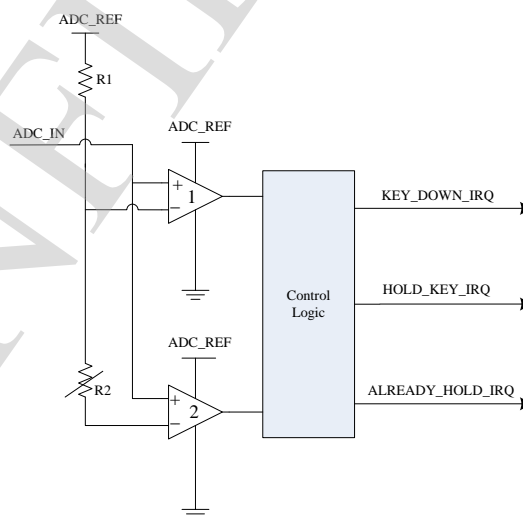 ADC_REF
R1
ADC_IN
ADC_REF
+
1
−
KEY_DOWN_IRQ
HOLD_KEY_IRQ
Control
Logic
ADC_REF
R2
ALREADY_HOLD_IRQ
+
2
−